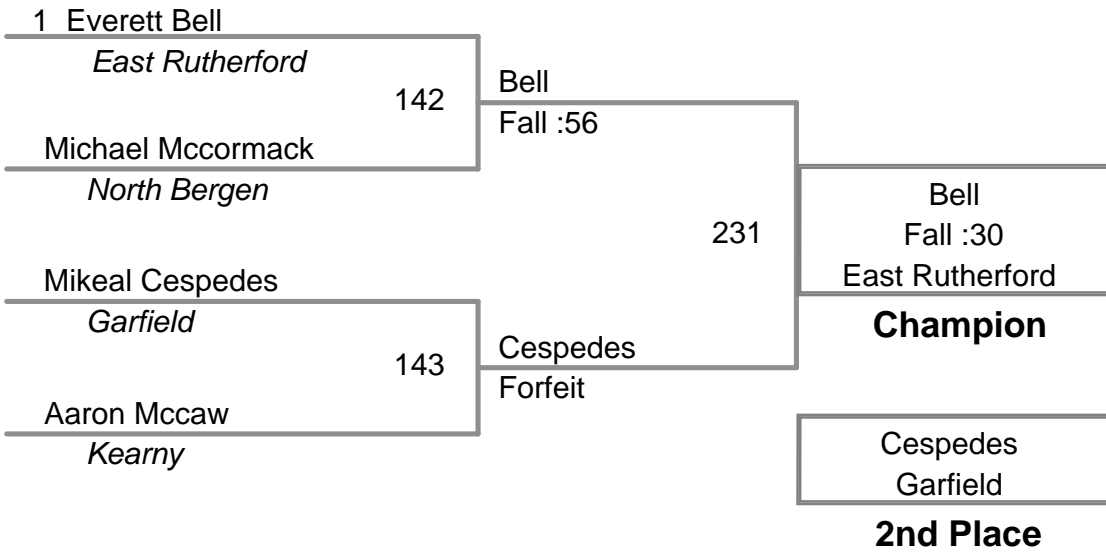 1 Everett Bell
East Rutherford
142
Bell
Fall :56
Michael Mccormack
North Bergen
231
Bell
Fall :30
East Rutherford
Champion
Mikeal Cespedes
Garfield
143
Cespedes
Forfeit
Aaron Mccaw
Kearny
Cespedes
Garfield
2nd Place